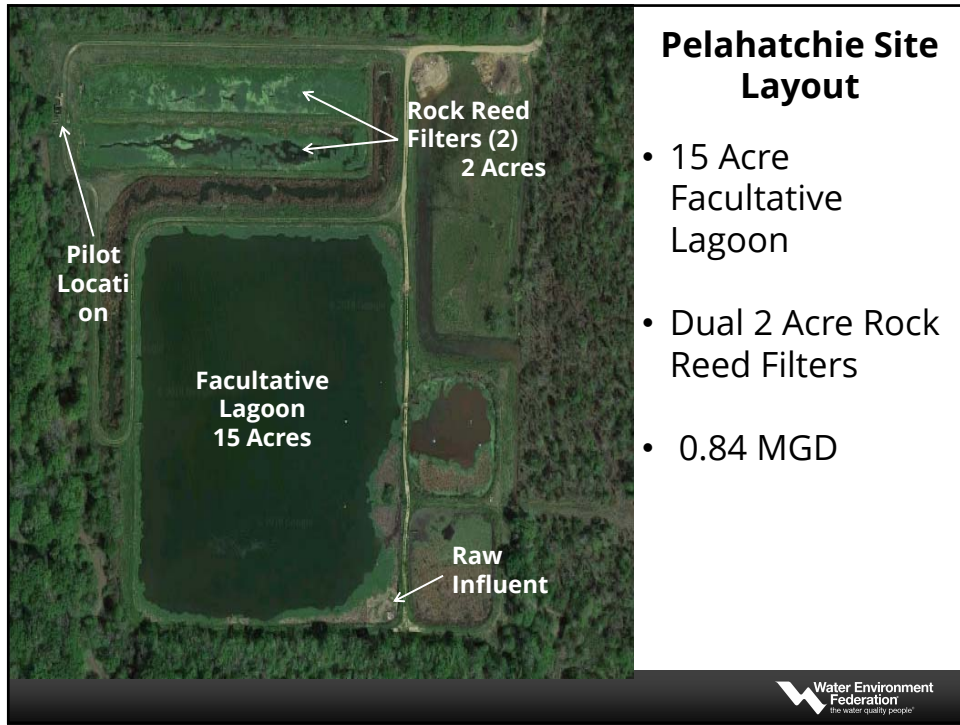 Pelahatchie Site
Layout
Rock Reed
Filters (2)
2 Acres
Pilot
Locati
on
Facultative
Lagoon
15 Acres
Raw
Influent
• 15 Acre
Facultative
Lagoon
• Dual 2 Acre Rock
Reed Filters
• 0.84 MGD
Water Environment
Federation
the water quality people®